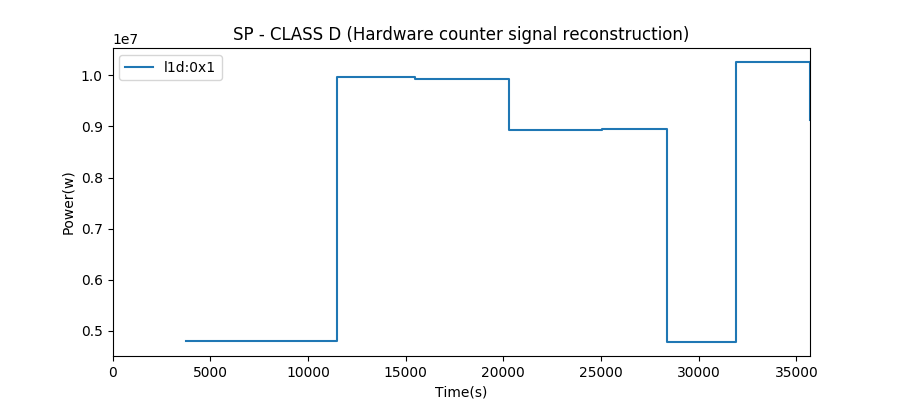 SP - CLASS D (Hardware counter signal reconstruction)
1e7
l1d:0x1
1.0
0.9
0.8
0.7
0.6
0.5
Power(w)
0 5000 10000 15000 20000 25000 30000 35000
Time(s)